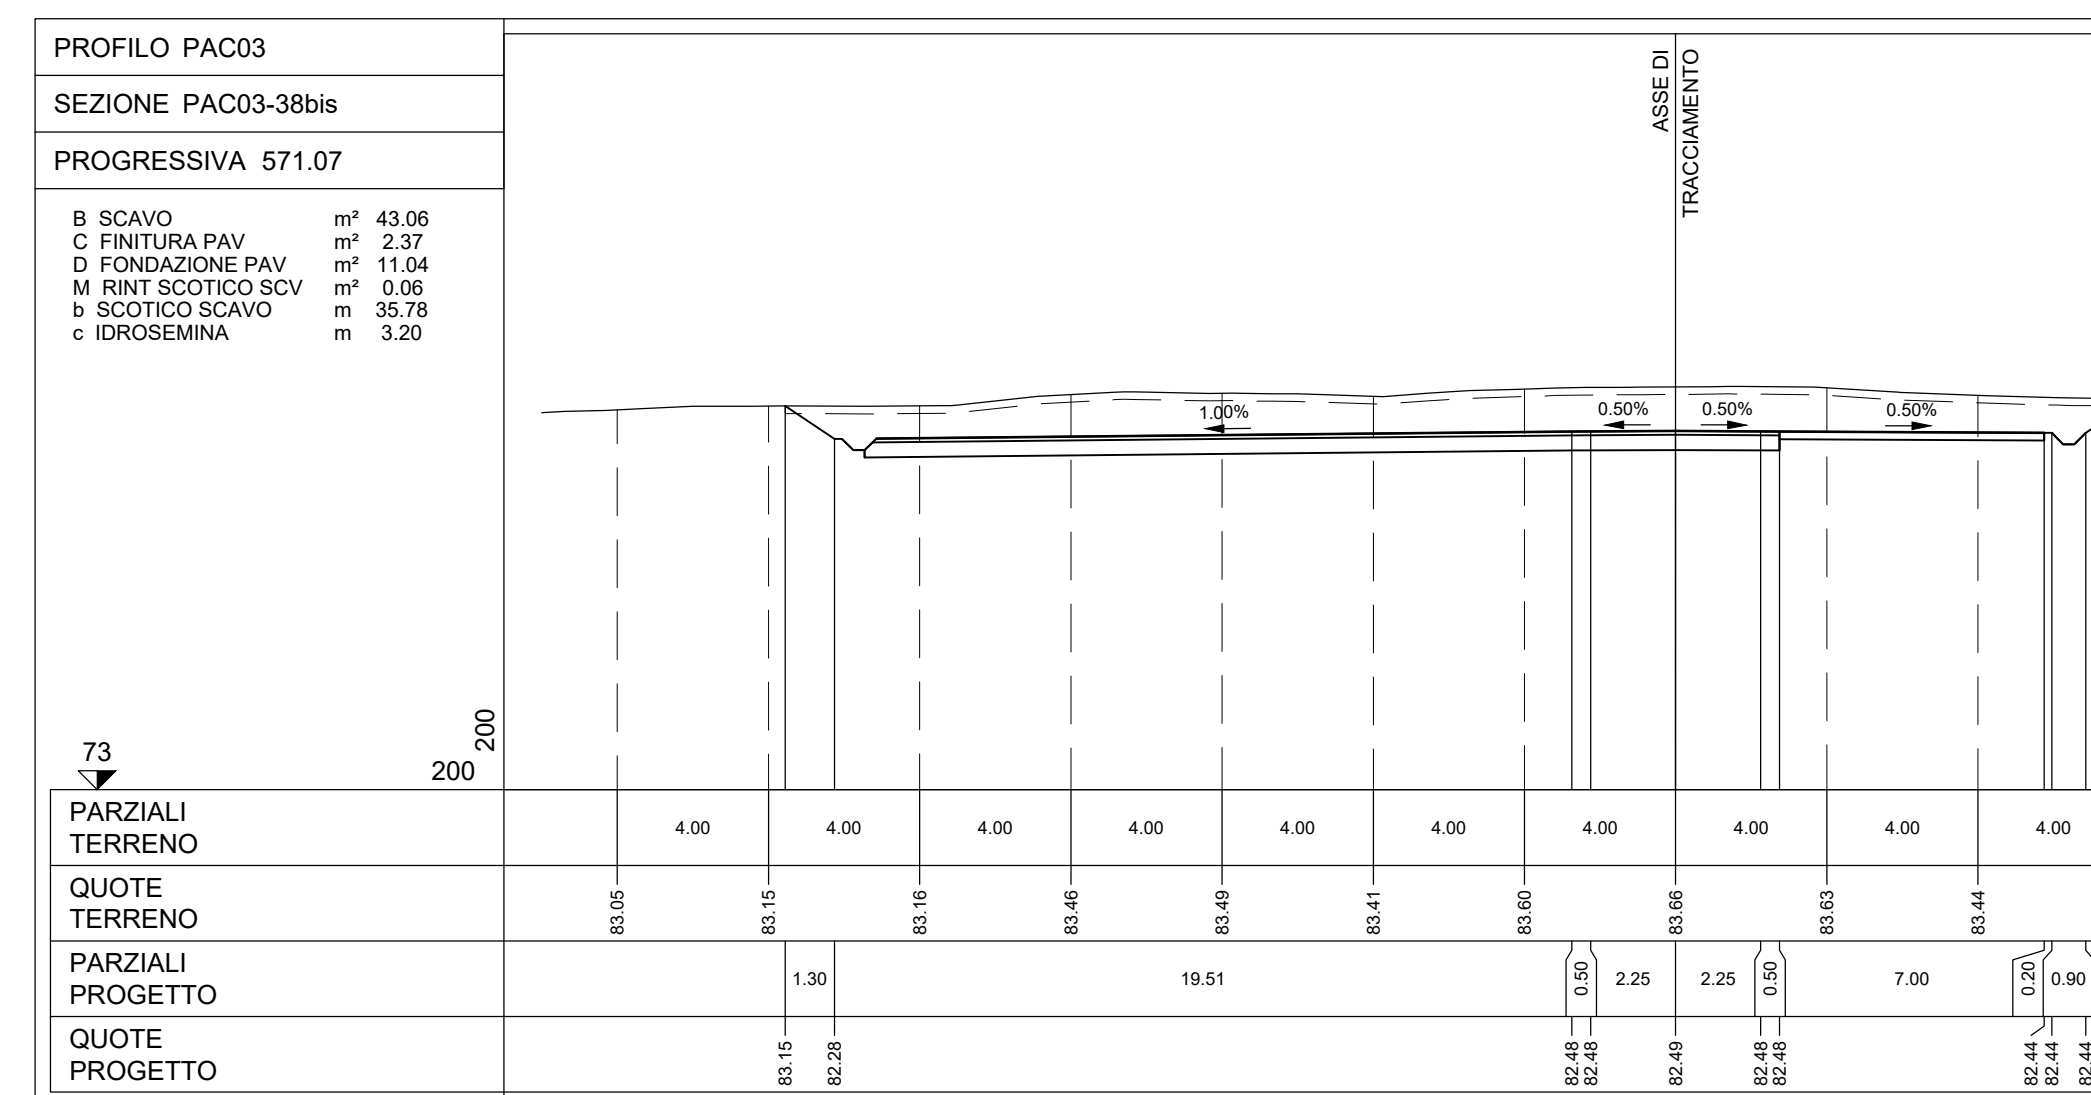 PROFILO PAC03
SEZIONE PAC03-38bis
PROGRESSIVA 571.07
B SCAVO m² 43.06
C FINITURA PAV m² 2.37
D FONDAZIONE PAV m² 11.04
M RINT SCOTICO SCV m² 0.06
b SCOTICO SCAVO m 35.78
c IDROSEMINA m 3.20
ASSE DI
TRACCIAMENTO
1.00% 0.50% 0.50% 0.50%
73
200
200
PARZIALI
TERRENO
4.00 4.00 4.00 4.00 4.00 4.00 4.00 4.00 4.00 4.00
QUOTE
TERRENO
83.05 83.15 83.16 83.46 83.49 83.41 83.60 83.66 83.63 83.44
PARZIALI
PROGETTO
1.30 19.51 0.50 2.25 2.25 0.50 7.00 0.20 0.90
QUOTE
PROGETTO
83.15 82.28 82.48 82.48 82.49 82.48 82.48 82.44 82.44 82.44